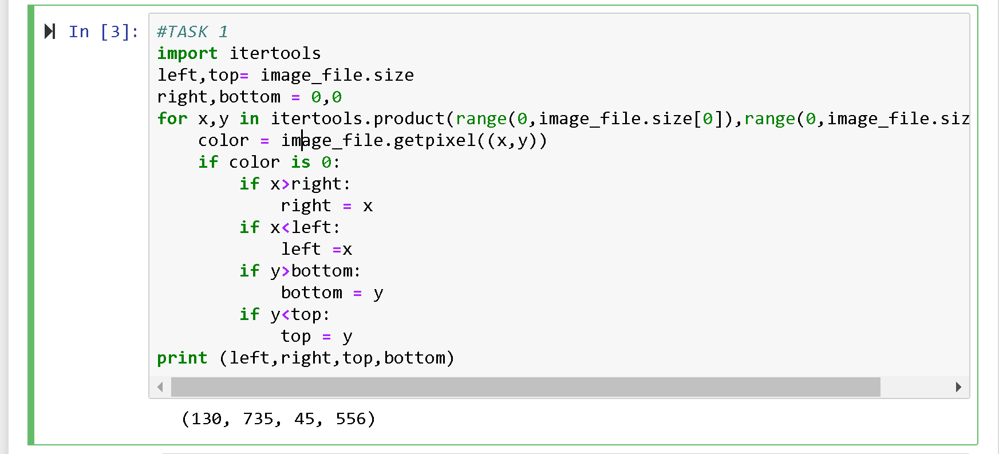 In [3]:
#TASK 1
import itertools
left,top= image_file.size
right,bottom = 0,0
for x,y in itertools.product(range(0,image_file.size[0]),range(0,image_file.siz
    color = image_file.getpixel((x,y))
    if color is 0:
        if x>right:
            right = x
        if x<left:
            left =x
        if y>bottom:
            bottom = y
        if y<top:
            top = y
print (left,right,top,bottom)
(130, 735, 45, 556)